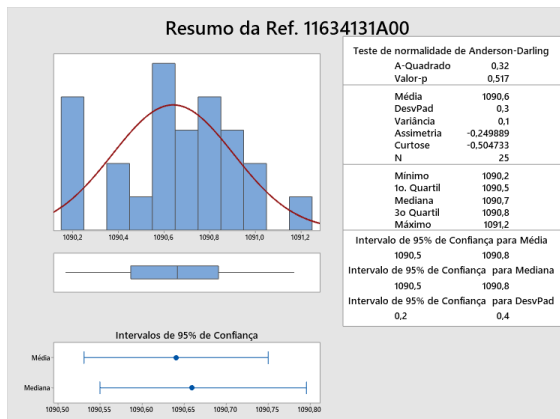 Resumo da Ref. 11634131A00
1090,2 1090,4 1090,6 1090,8 1091,0 1091,2
Intervalos de 95% de Confiança
Média
Mediana
1090,50 1090,55 1090,60 1090,65 1090,70 1090,75 1090,80
Teste de normalidade de Anderson-Darling
A-Quadrado 0,32
Valor-p 0,517
Média 1090,6
DesvPad 0,3
Variância 0,1
Assimetria -0,249889
Curtose -0,504733
N 25
Mínimo 1090,2
1o. Quartil 1090,5
Mediana 1090,7
3o Quartil 1090,8
Máximo 1091,2
Intervalo de 95% de Confiança para Média
1090,5 1090,8
Intervalo de 95% de Confiança para Mediana
1090,5 1090,8
Intervalo de 95% de Confiança para DesvPad
0,2 0,4